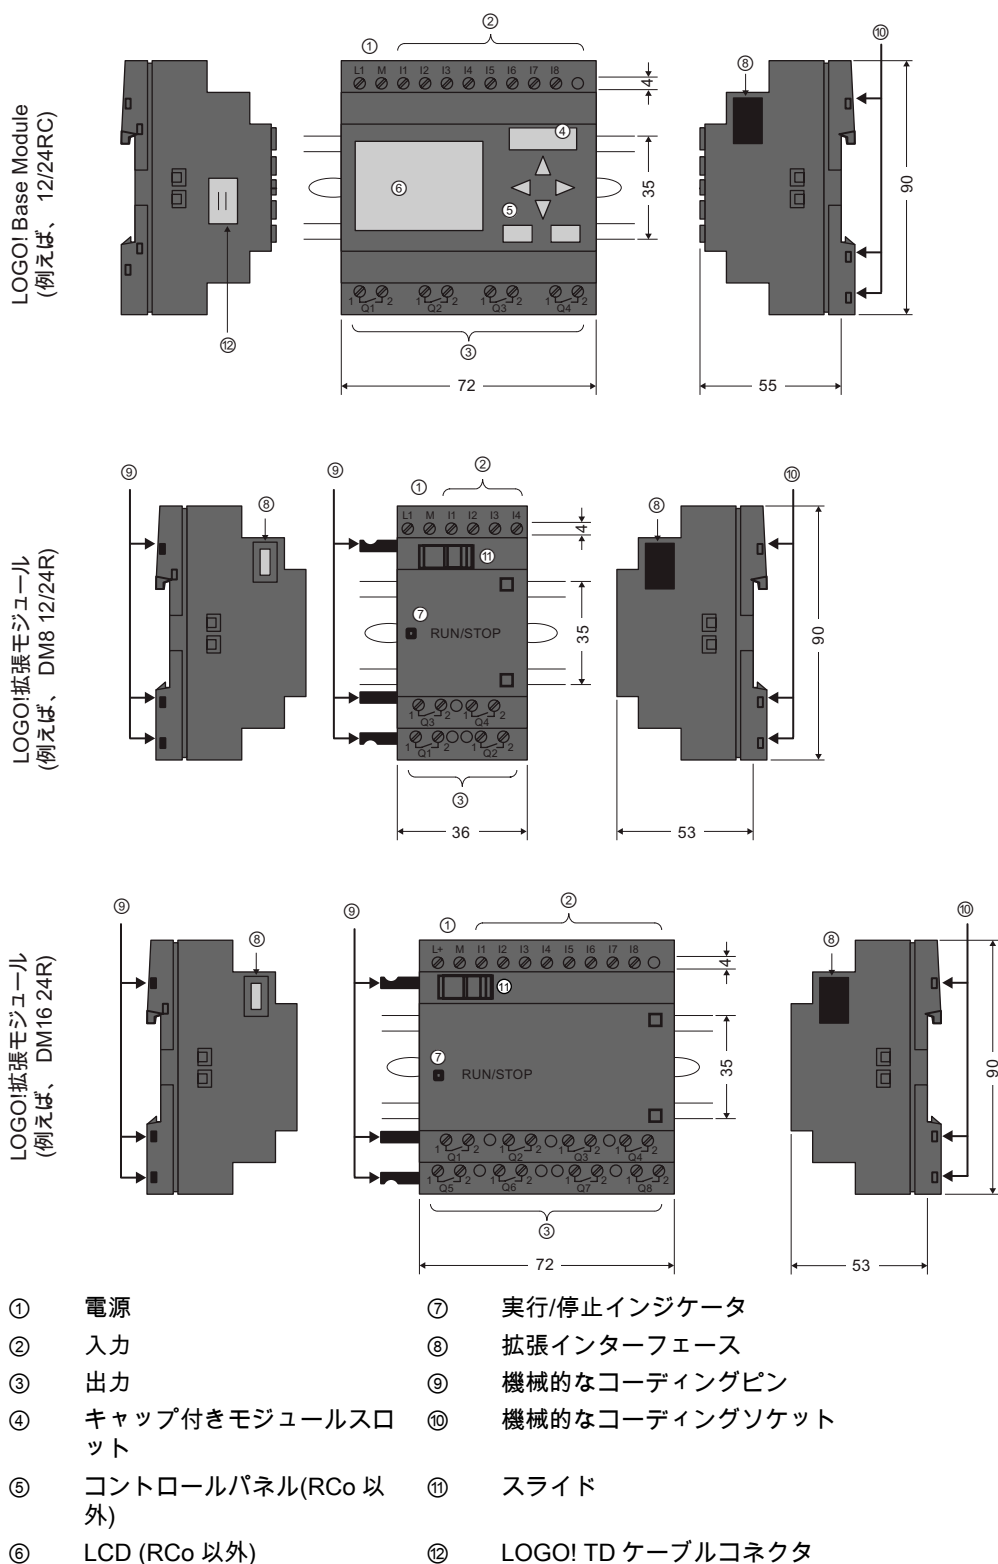 LOGO! Base Module
(例えば、 12/24RC)
① ②
L1 M I1 I2 I3 I4 I5 I6 I7 I8
④
⑥
⑤
1 2 1 2 1 2 1 2
Q1 Q2 Q3 Q4
③
72
4
35
⑫
⑧ ⑩
90
55
LOGO!拡張モジュール
(例えば、 DM8 12/24R)
⑨ ⑧
⑨ ① ②
L1 M I1 I2 I3 I4
⑪
⑦
RUN/STOP
1 2 1 2
Q3 Q4
1 2 1 2
Q1 Q2
③
36
4
35
⑧ ⑩
90
53
LOGO!拡張モジュール
(例えば、 DM16 24R)
⑨ ⑧
⑨ ① ②
L+ M I1 I2 I3 I4 I5 I6 I7 I8
⑪
⑦
RUN/STOP
1 2 1 2 1 2 1 2
Q1 Q2 Q3 Q4
1 2 1 2 1 2 1 2
Q5 Q6 Q7 Q8
③
72
4
35
⑧ ⑩
90
53
① 電源 ⑦ 実行/停止インジケータ
② 入力 ⑧ 拡張インターフェース
③ 出力 ⑨ 機械的なコーディングピン
④ キャップ付きモジュールスロ ⑩ 機械的なコーディングソケット
ット
⑤ コントロールパネル(RCo 以 ⑪ スライド
外)
⑥ LCD (RCo 以外) ⑫ LOGO! TD ケーブルコネクタ